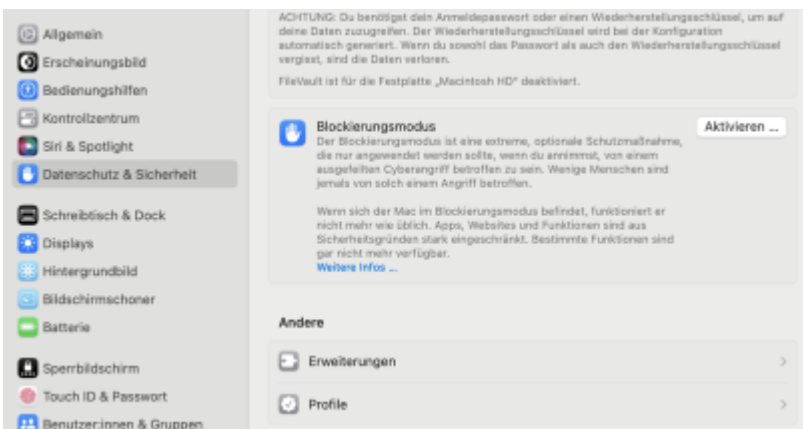 Allgemein
Erscheinungsbild
Bedienungshilfen
Kontrollzentrum
Siri & Spotlight
Datenschutz & Sicherheit
Schreibtisch & Dock
Displays
Hintergrundbild
Bildschirmschoner
Batterie
Sperrbildschirm
Touch ID & Passwort
Benutzer:innen & Gruppen
ACHTUNG: Du benötigst dein Anmeldepasswort oder einen Wiederherstellungsschlüssel, um auf
deine Daten zuzugreifen. Der Wiederherstellungsschlüssel wird bei der Konfiguration
automatisch generiert. Wenn du sowohl das Passwort als auch den Wiederherstellungsschlüssel
vergisst, sind die Daten verloren.
FileVault ist für die Festplatte „Macintosh HD“ deaktiviert.
Blockierungsmodus
Aktivieren ...
Der Blockierungsmodus ist eine extreme, optionale Schutzmaßnahme,
die nur angewendet werden sollte, wenn du annimmst, von einem
ausgefeilten Cyberangriff betroffen zu sein. Wenige Menschen sind
jemals von solch einem Angriff betroffen.
Wenn sich der Mac im Blockierungsmodus befindet, funktioniert er
nicht mehr wie üblich. Apps, Websites und Funktionen sind aus
Sicherheitsgründen stark eingeschränkt. Bestimmte Funktionen sind
gar nicht mehr verfügbar.
Weitere Infos ...
Andere
Erweiterungen
Profile